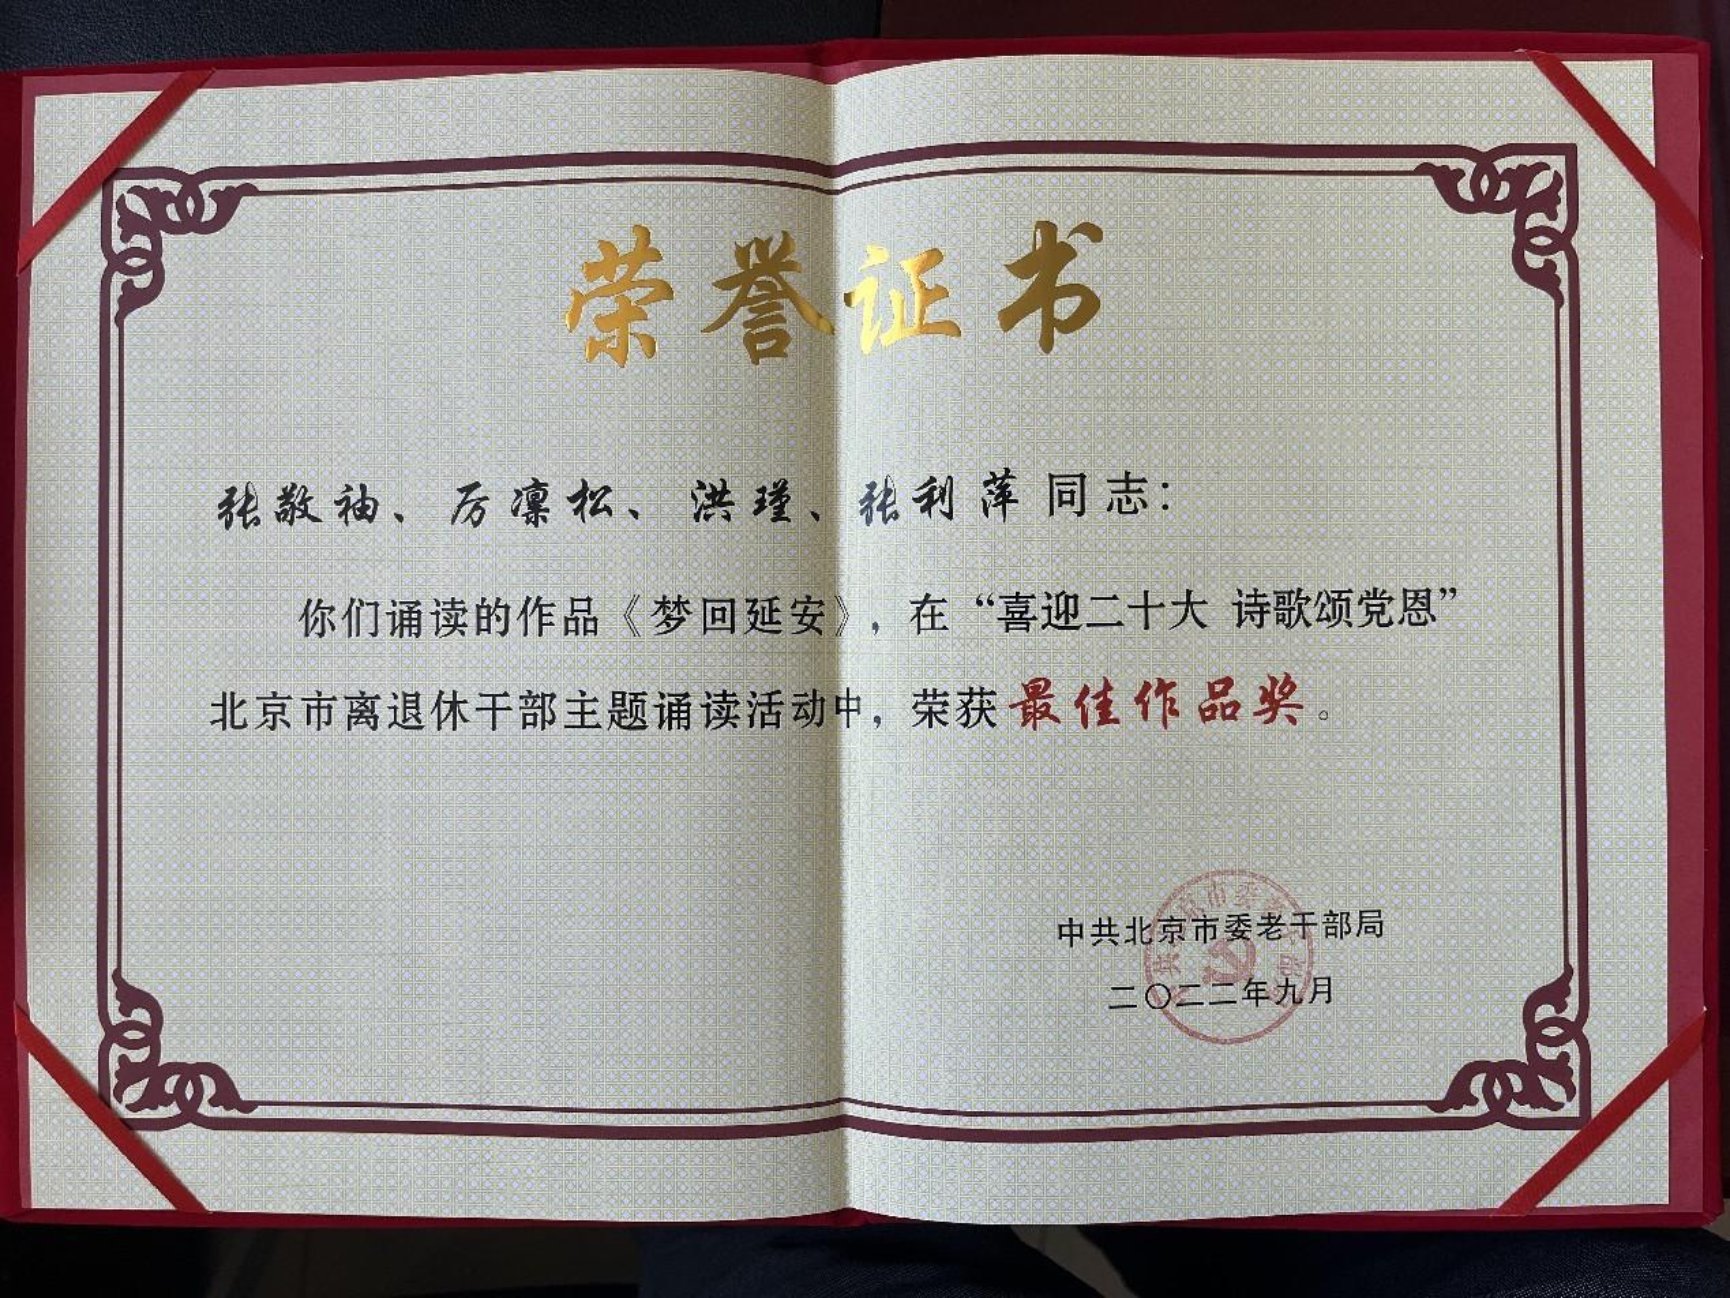 荣誉证书
张敬袖、厉凛松、洪瑾、张利萍同志：
你们诵读的作品《梦回延安》，在“喜迎二十大 诗歌颂党恩”
北京市离退休干部主题诵读活动中，荣获最佳作品奖。
中共北京市委老干部局
二〇二二年九月